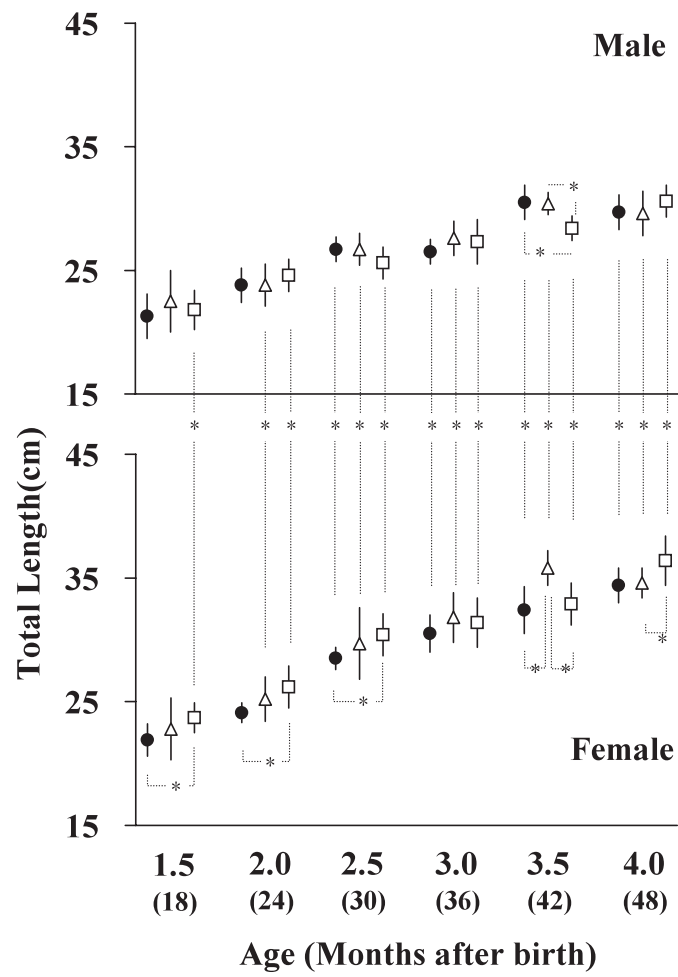 45
Male
35
25
15
* *
* * * * * * * * * * * * * * *
Total Length(cm)
45
35
25
15
* * * * * *
Female
1.5 2.0 2.5 3.0 3.5 4.0
(18) (24) (30) (36) (42) (48)
Age (Months after birth)